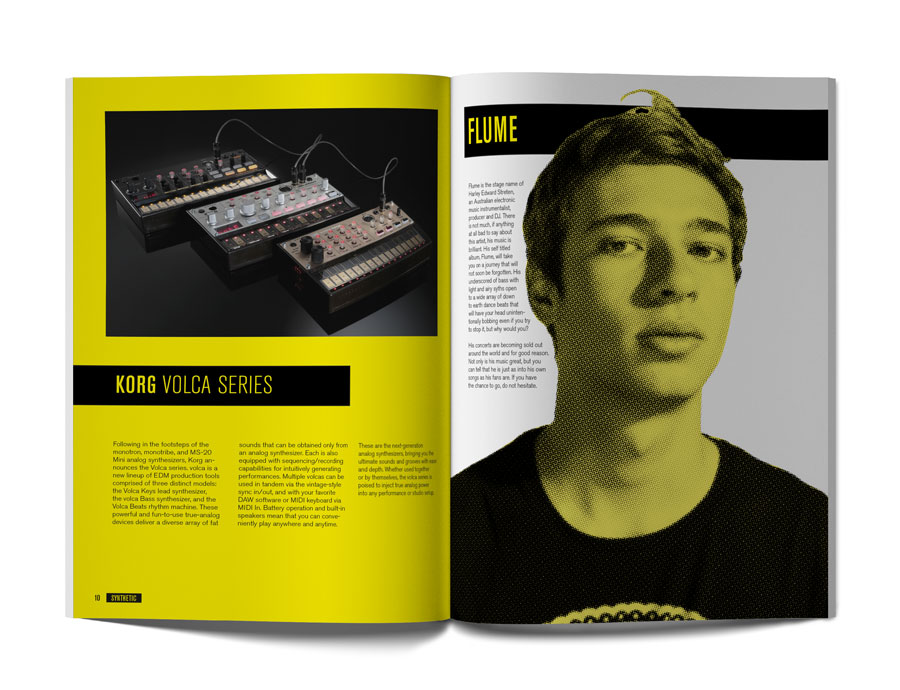 KORG VOLCA SERIES
Following in the footsteps of the
monotron, monotribe, and MS-20
Mini analog synthesizers, Korg an-
nounces the Volca series. volca is a
new lineup of EDM production tools
comprised of three distinct models:
the Volca Keys lead synthesizer,
the volca Bass synthesizer, and the
Volca Beats rhythm machine. These
powerful and fun-to-use true-analog
devices deliver a diverse array of fat
sounds that can be obtained only from
an analog synthesizer. Each is also
equipped with sequencing/recording
capabilities for intuitively generating
performances. Multiple volcas can be
used in tandem via the vintage-style
sync in/out, and with your favorite
DAW software or MIDI keyboard via
MIDI In. Battery operation and built-in
speakers mean that you can conve-
niently play anywhere and anytime.
These are the next-generation
analog synthesizers, bringing you the
ultimate sounds and grooves will wear
and depth. Whether used together
or by themselves, the volca series is
poised to inject true analog power
into any performance or studio setup.
10 SYNTHETIC
FLUME
Flume is the stage name of
Harley Edward Streten,
an Australian electronic
music instrumentalist,
producer and DJ. There
is not much, if anything
at all bad to say about
this artist, his music is
brilliant. His self titled
album, Flume, will take
you on a journey that will
not soon be forgotten. His
underscored of bass with
light and airy syths open
to a wide array of down
to earth dance beats that
will have your head uninten-
tionally bobbing even if you try
to stop it, but why would you?
His concerts are becoming sold out
around the world and for good reason.
Not only is his music great, but you
can tell that he is just as into his own
songs as his fans are. If you have
the chance to go, do not hesitate.